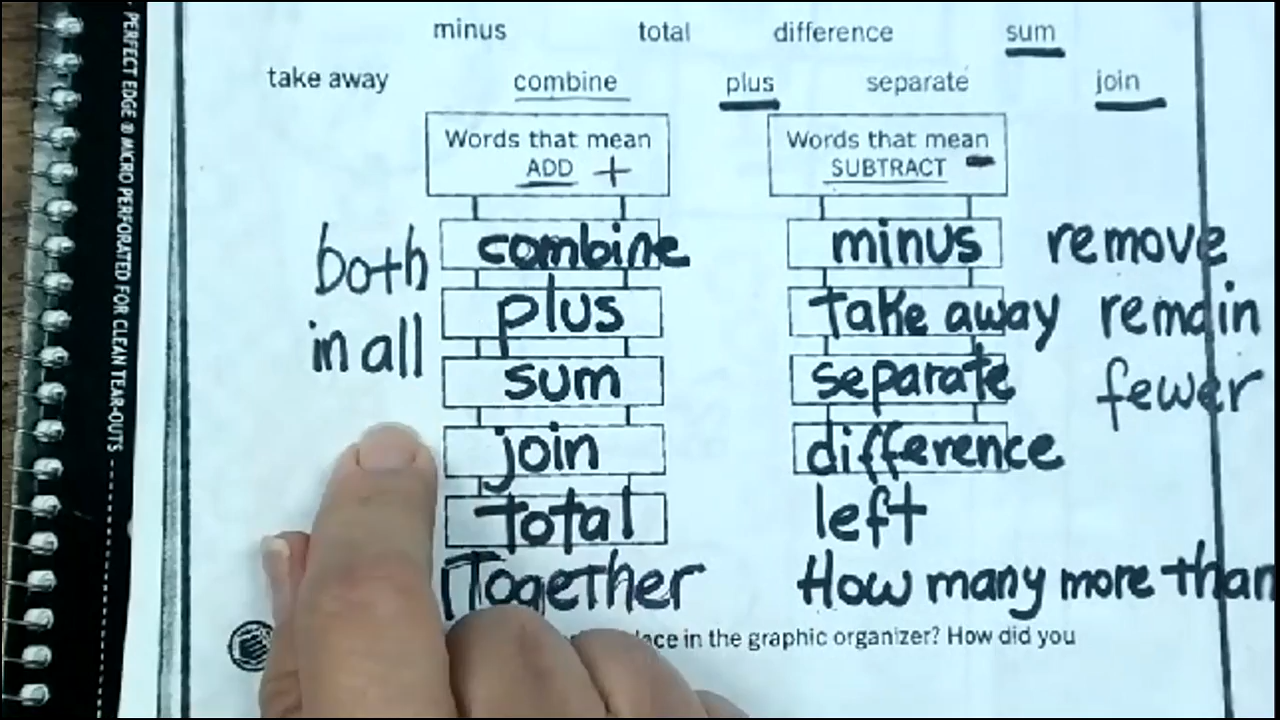 PERFECT EDGE ® MICRO PERFORATED FOR CLEAN TEAR-OUTS
minus total difference sum
take away combine plus separate join
Words that mean
ADD +
combine
plus
sum
join
total
Together
both
in all
Words that mean
SUBTRACT -
minus
take away
separate
difference
left
How many more than
remove
remain
fewer
in the graphic organizer? How did you